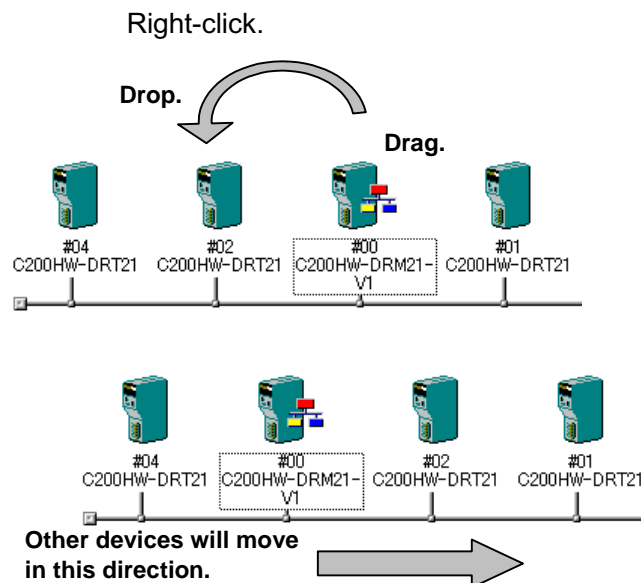 Right-click.
Drop.
Drag.
#04 #02 #00 #01
C200HW-DRT21 C200HW-DRT21 C200HW-DRM21- C200HW-DRT21
V1
#04 #00 #02 #01
C200HW-DRT21 C200HW-DRM21- C200HW-DRT21 C200HW-DRT21
V1
Other devices will move
in this direction.